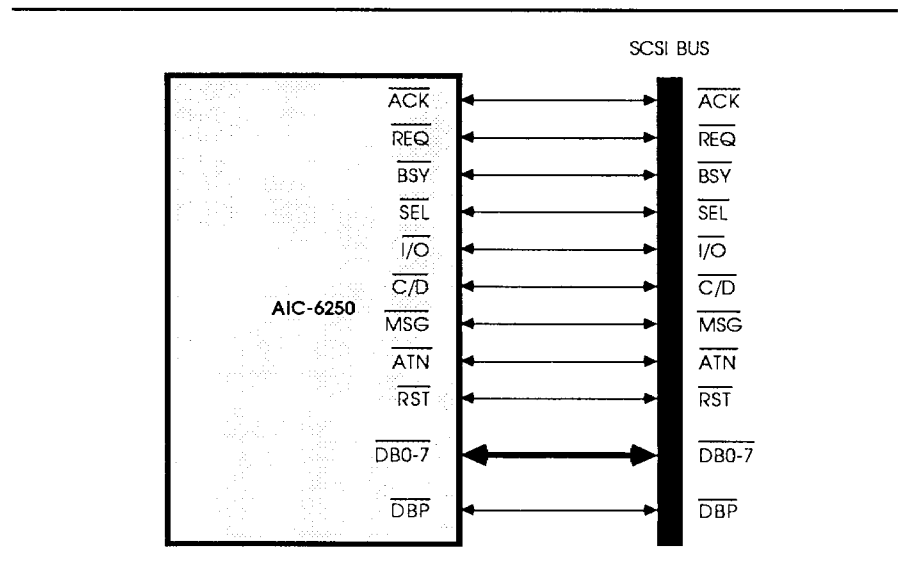 SCSI BUS
ACK ACK
REQ REQ
BSY BSY
SEL SEL
I/O I/O
C/D C/D
AIC-6250
MSG MSG
ATN ATN
RST RST
DB0-7 DB0-7
DBP DBP